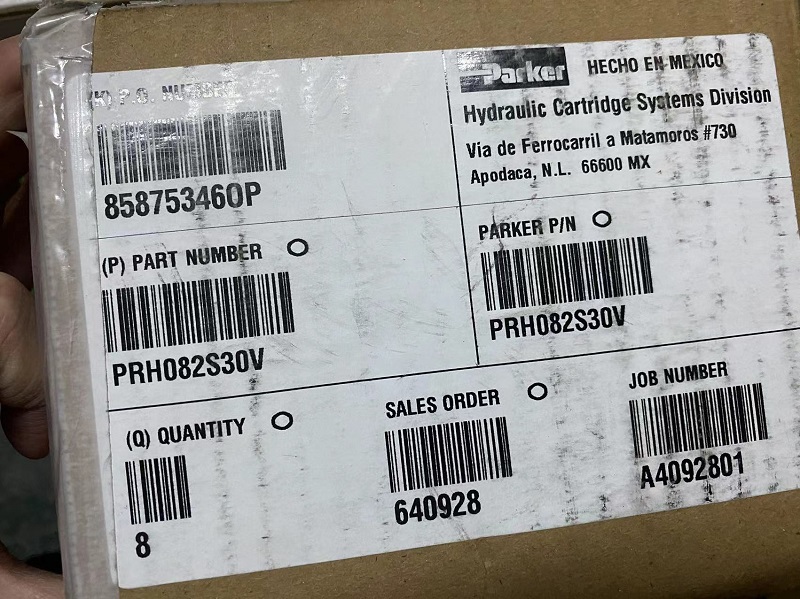 (K) P.O. NUMBER
858753460P
Parker HECHO EN MEXICO
Hydraulic Cartridge Systems Division
Via de Ferrocarril a Matamoros #730
Apodaca, N.L. 66600 MX
(P) PART NUMBER
PRH082S30V
PARKER P/N
PRH082S30V
(Q) QUANTITY
8
SALES ORDER
640928
JOB NUMBER
A4092801